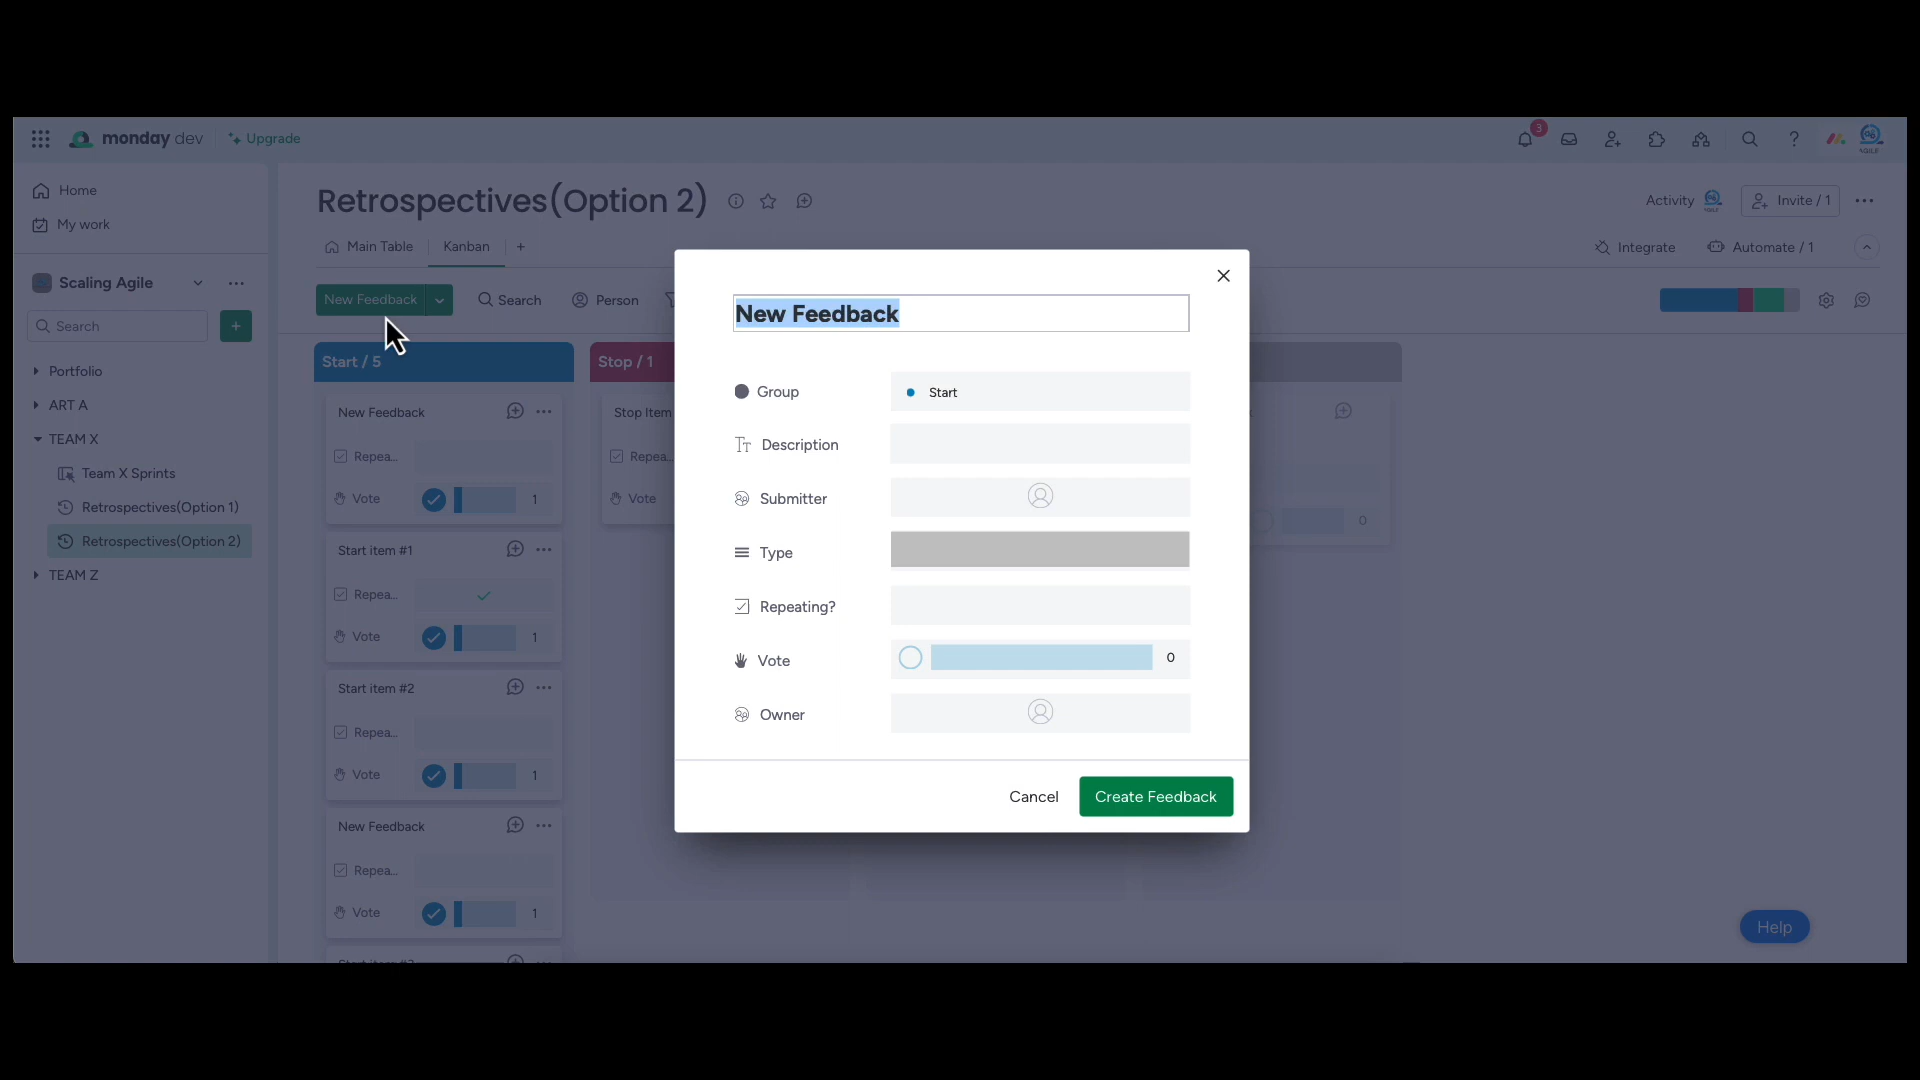 monday dev
Upgrade
3
AGILE
Home
My work
Retrospectives(Option 2)
Activity
Invite / 1
Main Table
Kanban
+
Integrate
Automate / 1
Scaling Agile
Search
+
New Feedback
Search
Person
Portfolio
ART A
TEAM X
Team X Sprints
Retrospectives(Option 1)
Retrospectives(Option 2)
TEAM Z
Start / 5
Stop / 1
New Feedback
Repea...
Vote
1
Start item #1
Repea...
Vote
1
Start item #2
Repea...
Vote
1
New Feedback
Repea...
Vote
1
Stop Item
Repea...
Vote
0
New Feedback
Group
Start
Description
Submitter
Type
Repeating?
Vote
0
Owner
Cancel
Create Feedback
Help